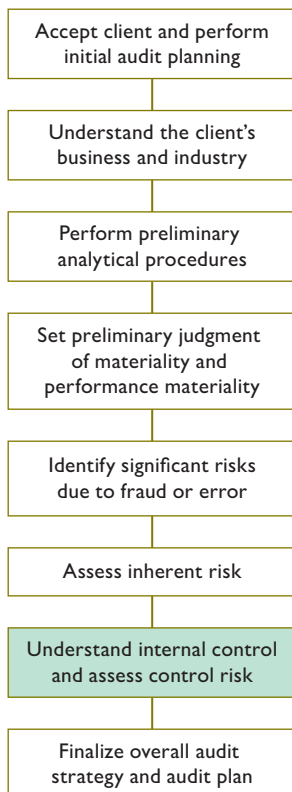 Accept client and perform
initial audit planning
Understand the client's
business and industry
Perform preliminary
analytical procedures
Set preliminary judgment
of materiality and
performance materiality
Identify significant risks
due to fraud or error
Assess inherent risk
Understand internal control
and assess control risk
Finalize overall audit
strategy and audit plan